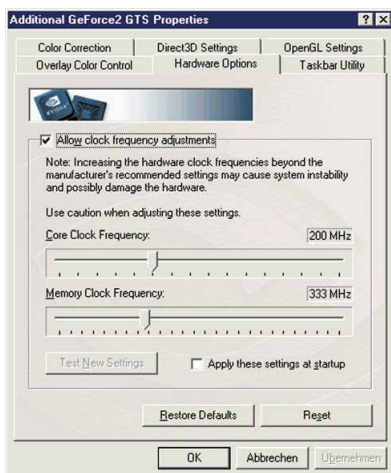 Additional GeForce2 GTS Properties
Color Correction Direct3D Settings OpenGL Settings
Overlay Color Control Hardware Options Taskbar Utility
NVIDIA
Allow clock frequency adjustments
Note: Increasing the hardware clock frequencies beyond the
manufacturer's recommended settings may cause system instability
and possibly damage the hardware.
Use caution when adjusting these settings.
Core Clock Frequency: 200 MHz
Memory Clock Frequency: 333 MHz
Test New Settings Apply these settings at startup
Restore Defaults Reset
OK Abbrechen Übernehmen